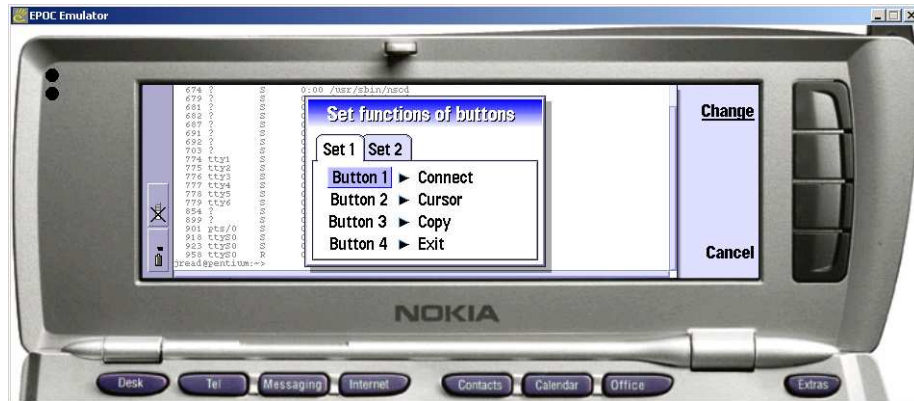 EPOC Emulator
674 ? S 0:00 /usr/sbin/nscd
679 ? S
681 ? S
682 ? S
687 ? S
691 ? S
692 ? S
703 ? S
774 tty1 S
775 tty2 S
776 tty3 S
777 tty4 S
778 tty5 S
779 tty6 S
854 ? S
899 ? S
901 pts/0 S
918 ttyS0 S
923 ttyS0 S
958 ttyS0 R
jread@pentium:~>
Set functions of buttons
Set 1 Set 2
Button 1 ► Connect
Button 2 ► Cursor
Button 3 ► Copy
Button 4 ► Exit
Change
Cancel
NOKIA
Desk Tel Messaging Internet Contacts Calendar Office Extras